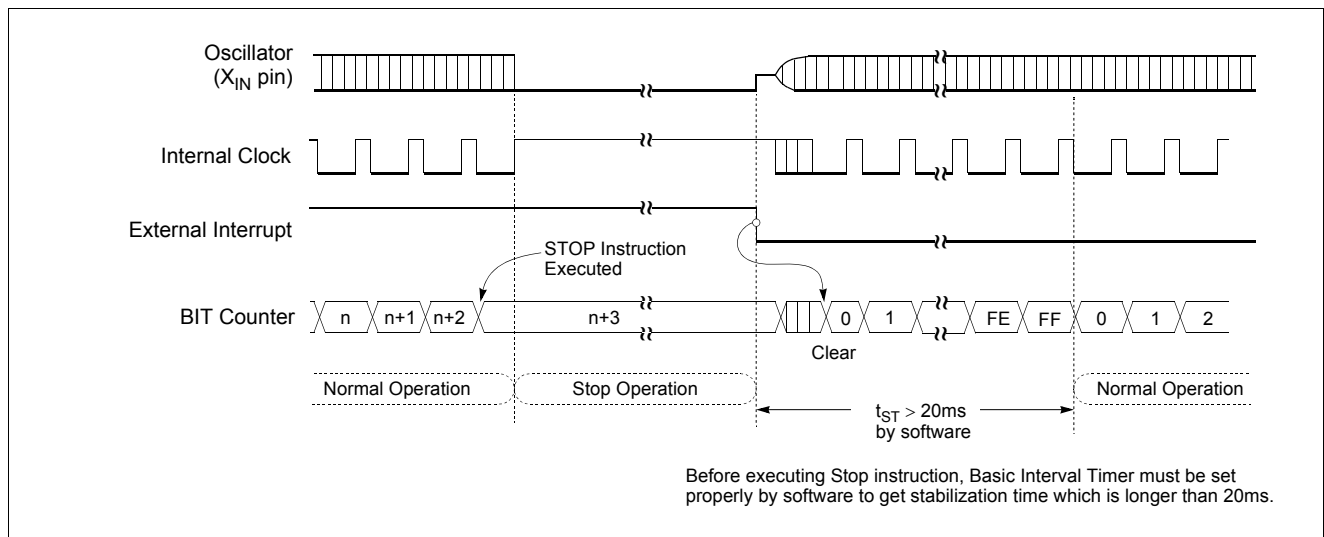 Oscillator
(XIN pin)
Internal Clock
External Interrupt
STOP Instruction
Executed
BIT Counter
n n+1 n+2 n+3 0 1 FE FF 0 1 2
Clear
Normal Operation Stop Operation Normal Operation
tST > 20ms
by software
Before executing Stop instruction, Basic Interval Timer must be set
properly by software to get stabilization time which is longer than 20ms.